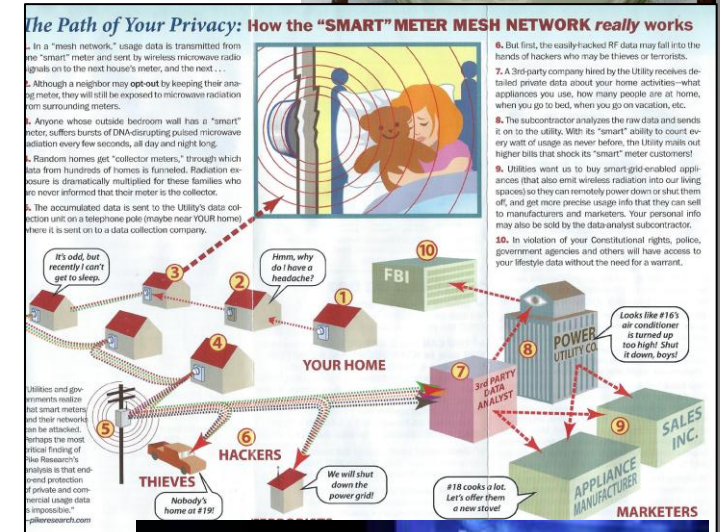 The Path of Your Privacy: How the “SMART” METER MESH NETWORK really works
1. In a “mesh network,” usage data is transmitted from
one “smart” meter and sent by wireless microwave radio
signals on to the next house's meter, and the next . . .
2. Although a neighbor may opt-out by keeping their ana-
log meter, they will still be exposed to microwave radiation
from surrounding meters.
3. Anyone whose outside bedroom wall has a “smart”
meter, suffers bursts of DNA-disrupting pulsed microwave
radiation every few seconds, all day and night long.
4. Random homes get “collector meters,” through which
data from hundreds of homes is funneled. Radiation ex-
posure is dramatically multiplied for these families who
are never informed that their meter is the collector.
5. The accumulated data is sent to the Utility's data col-
lection unit on a telephone pole (maybe near YOUR home)
where it is sent on to a data collection company.
6. But first, the easily-hacked RF data may fall into the
hands of hackers who may be thieves or terrorists.
7. A 3rd-party company hired by the Utility receives de-
tailed private data about your home activities—what
appliances you use, how many people are at home,
when you go to bed, when you go on vacation, etc.
8. The subcontractor analyzes the raw data and sends
it on to the utility. With its “smart” ability to count ev-
ery watt of usage as never before, the Utility mails out
higher bills that shock its “smart” meter customers!
9. Utilities want us to buy smart-grid-enabled appli-
ances (that also emit wireless radiation into our living
spaces) so they can remotely power down or shut them
off, and get more precise usage info that they can sell
to manufacturers and marketers. Your personal info
may also be sold by the data-analyst subcontractor.
10. In violation of your Constitutional rights, police,
government agencies and others will have access to
your lifestyle data without the need for a warrant.
It's odd, but
recently I can't
get to sleep.
3
2
Hmm, why
do I have a
headache?
1
10
FBI
4
YOUR HOME
8
POWER
UTILITY CO.
Looks like #16's
air conditioner
is turned up
too high! Shut
it down, boys!
7
3rd PARTY
DATA
ANALYST
9
SALES
INC.
APPLIANCE
MANUFACTURER
MARKETERS
#18 cooks a lot.
Let's offer them
a new stove!
5
6
HACKERS
THIEVES
Nobody's
home at #19!
We will shut
down the
power grid!
TERRORISTS
"Utilities and gov-
ernments realize
that smart meters
and their networks
can be attacked.
Perhaps the most
critical finding of
Pike Research's
analysis is that end-
to-end protection
of private and com-
mercial usage data
is impossible."
–pikeresearch.com